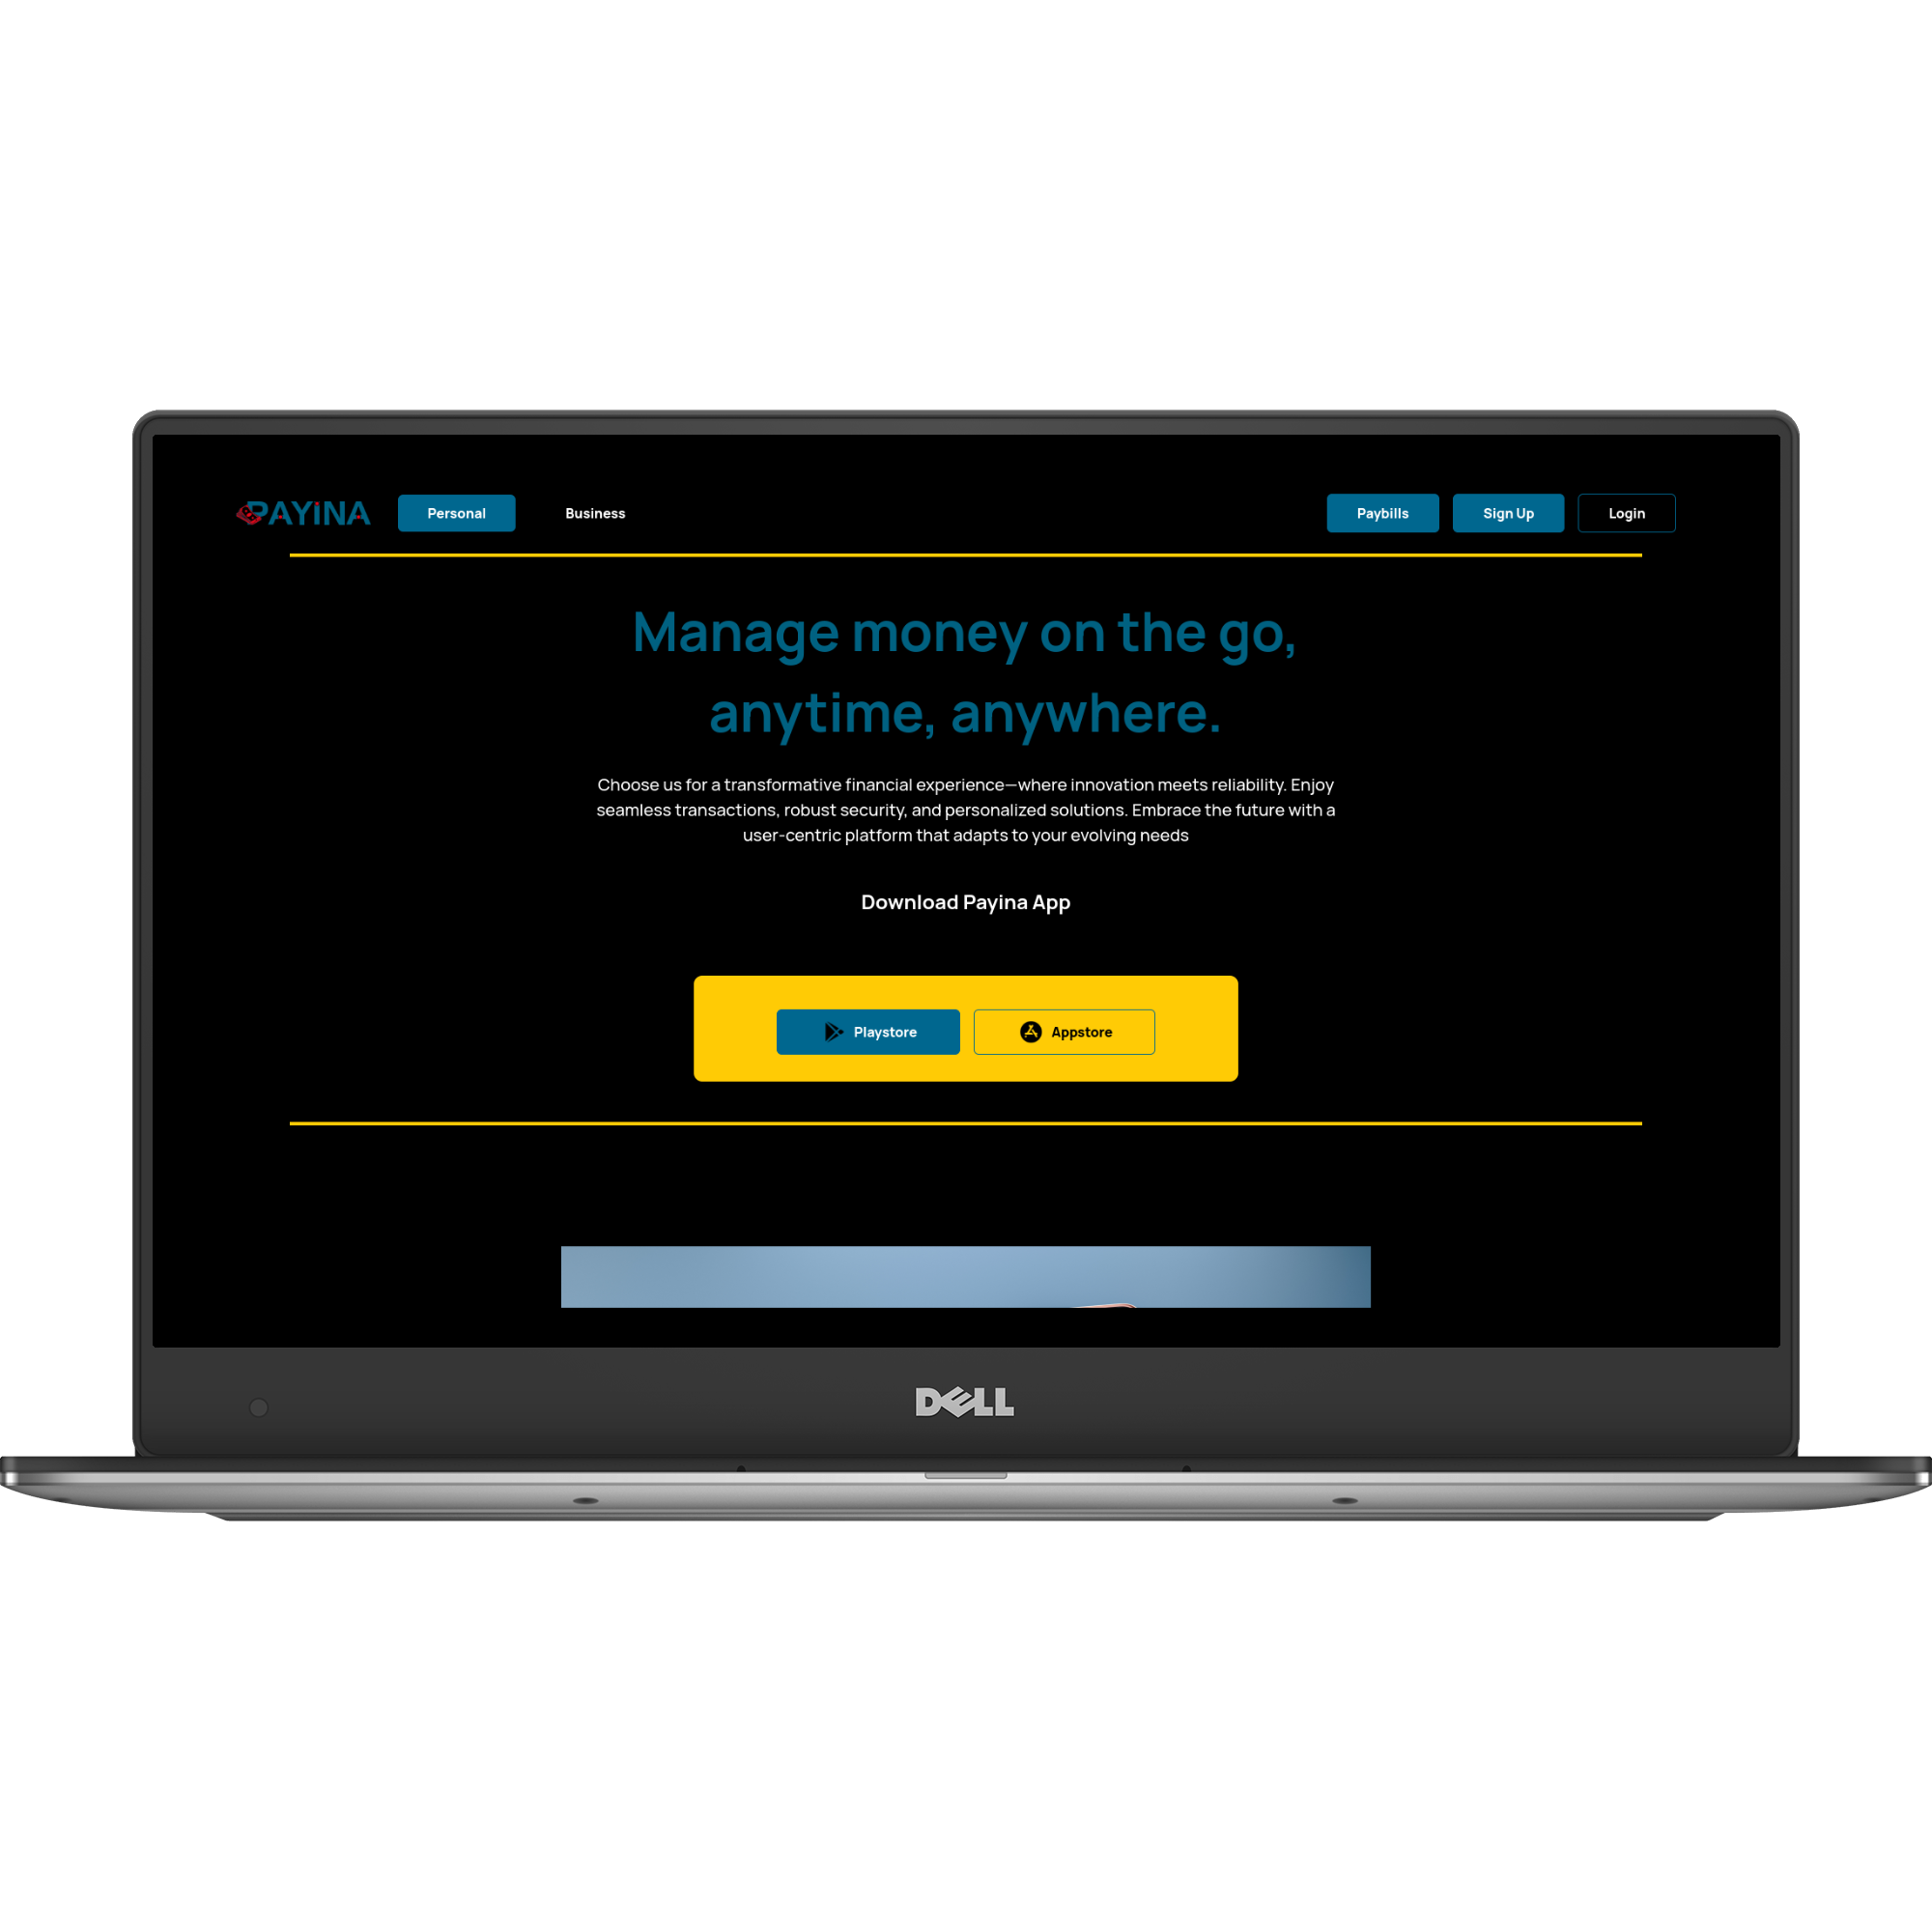 PAYINA
Personal
Business
Paybills
Sign Up
Login
Manage money on the go,
anytime, anywhere.
Choose us for a transformative financial experience—where innovation meets reliability. Enjoy
seamless transactions, robust security, and personalized solutions. Embrace the future with a
user-centric platform that adapts to your evolving needs
Download Payina App
Playstore
Appstore
DELL